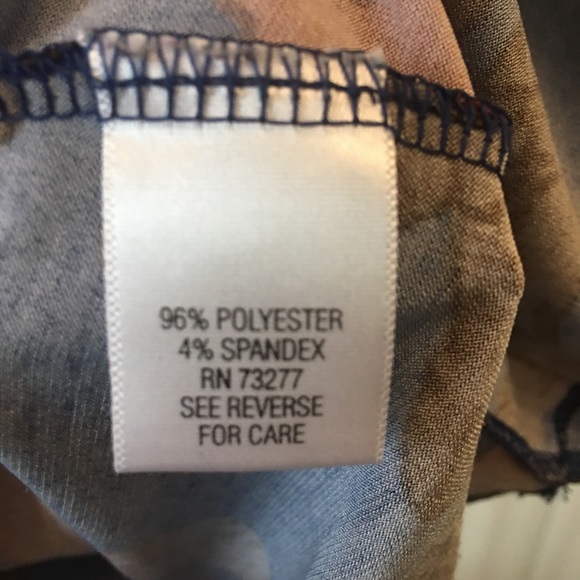 96% POLYESTER
4% SPANDEX
RN 73277
SEE REVERSE
FOR CARE